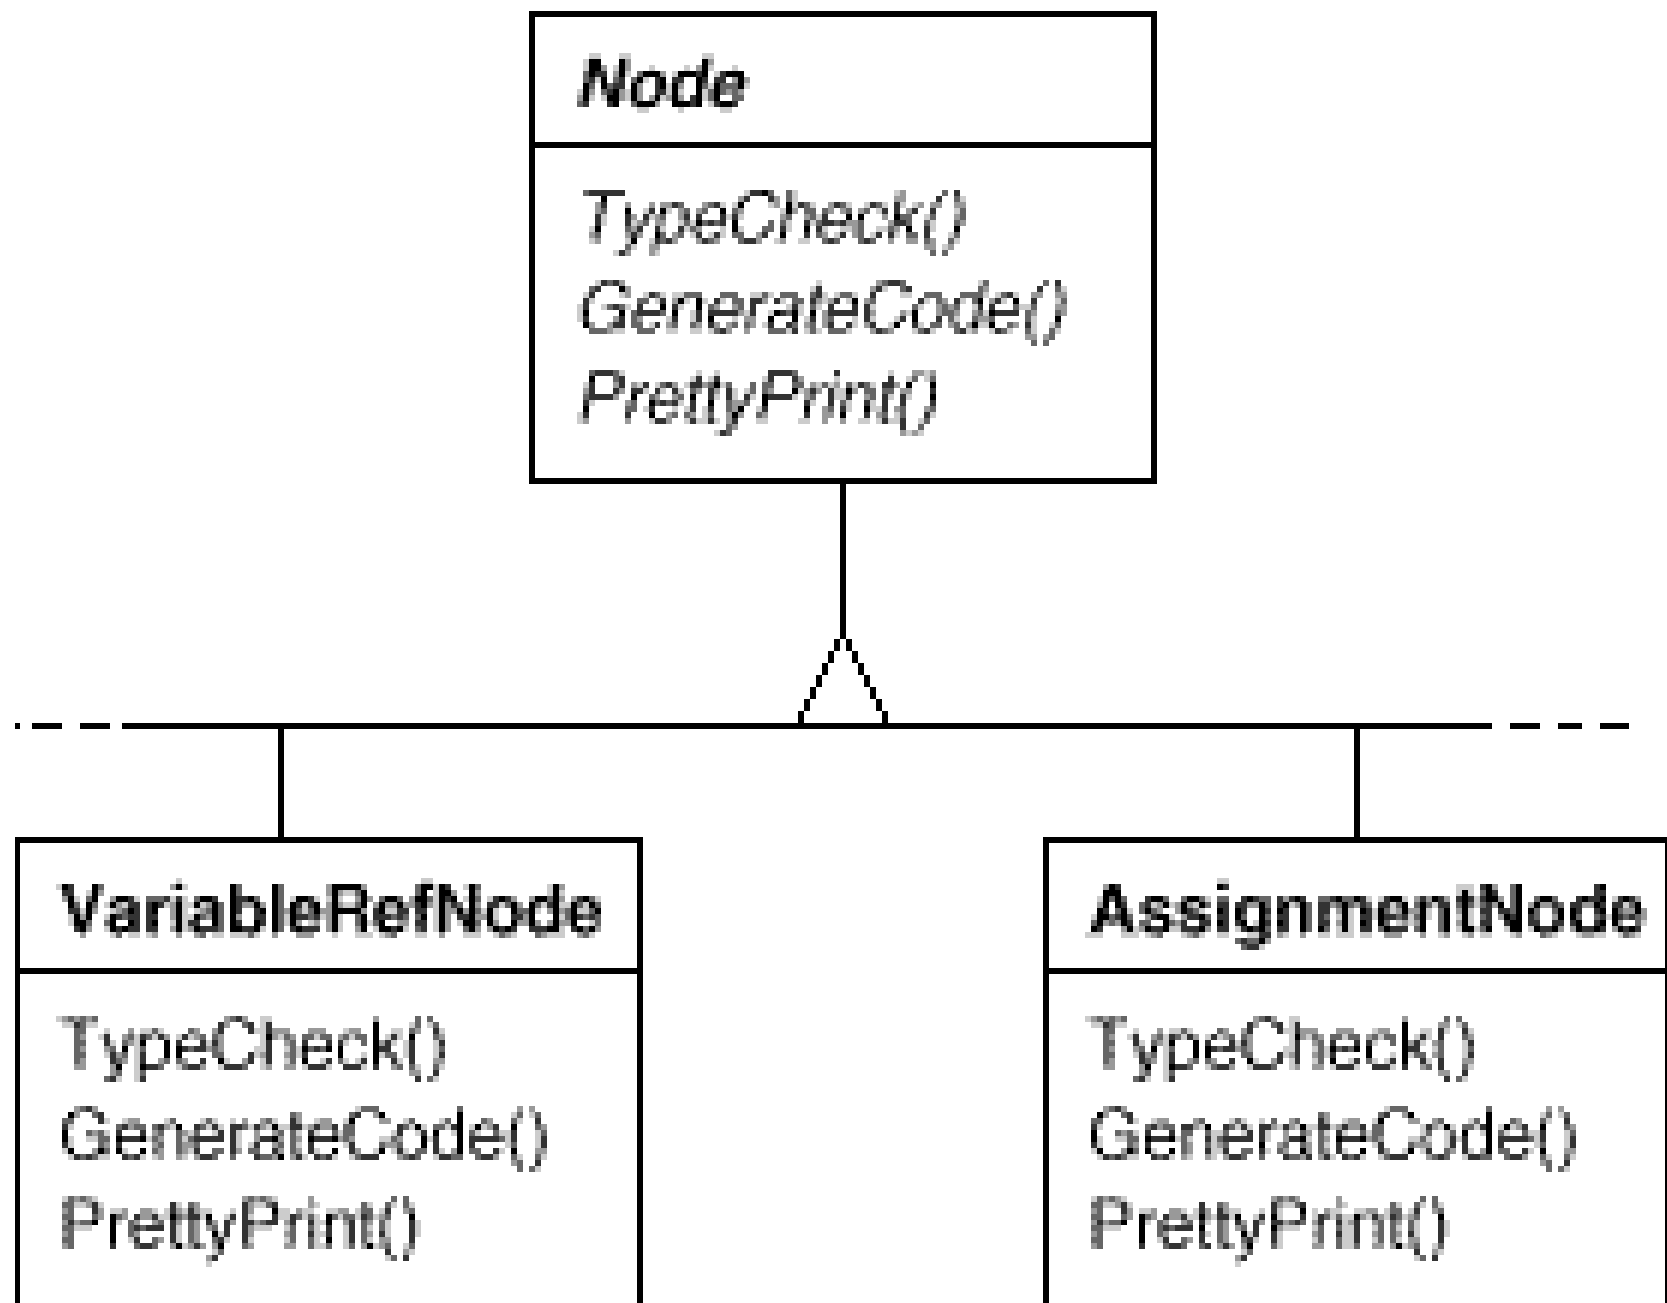 Node
TypeCheck()
GenerateCode()
PrettyPrint()
VariableRefNode
TypeCheck()
GenerateCode()
PrettyPrint()
AssignmentNode
TypeCheck()
GenerateCode()
PrettyPrint()